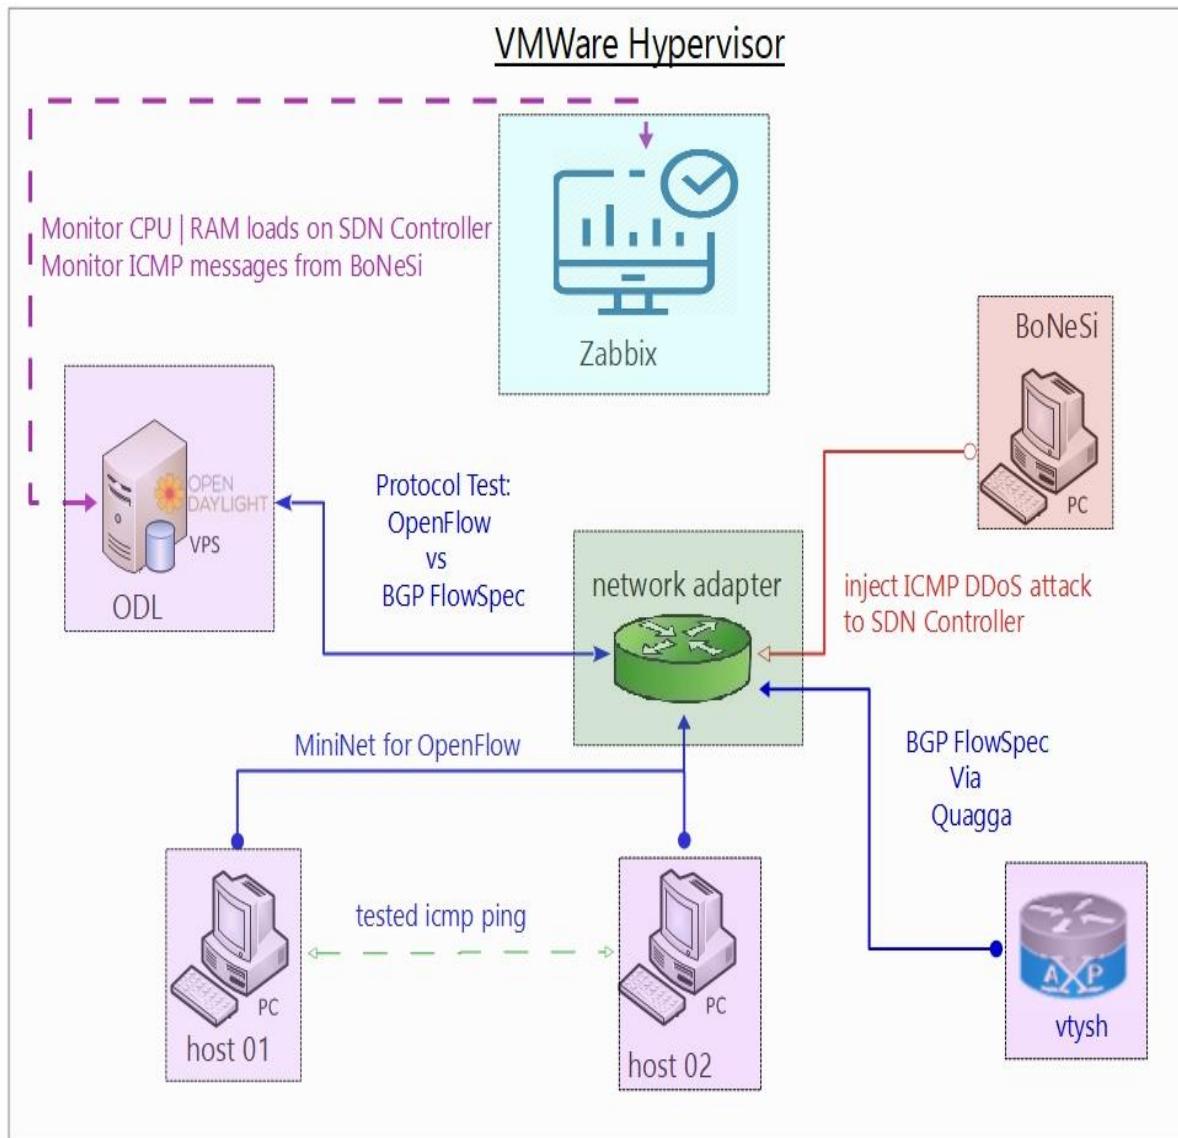 VMWare Hypervisor
Monitor CPU | RAM loads on SDN Controller
Monitor ICMP messages from BoNeSi
Zabbix
BoNeSi
PC
OPEN
DAYLIGHT
VPS
ODL
Protocol Test:
OpenFlow
vs
BGP FlowSpec
network adapter
inject ICMP DDoS attack
to SDN Controller
MiniNet for OpenFlow
BGP FlowSpec
Via
Quagga
tested icmp ping
PC
host 01
PC
host 02
A X P
vtysh